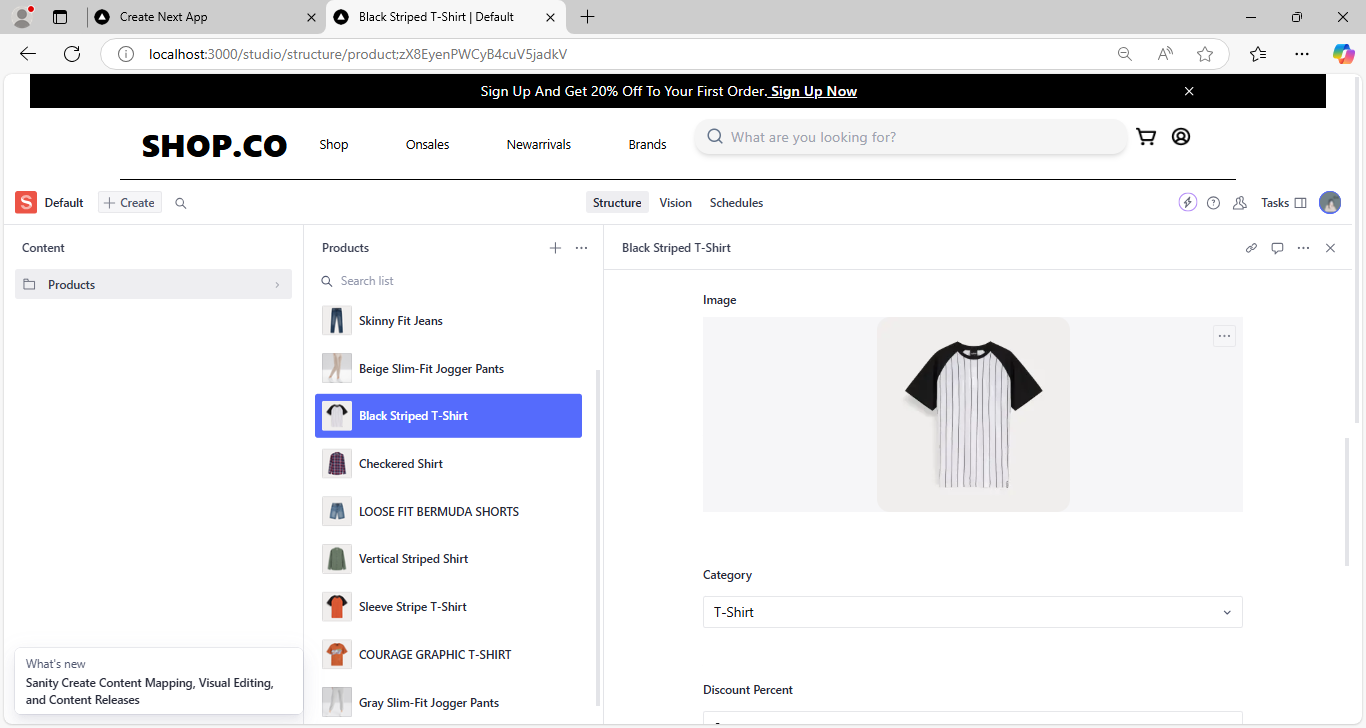 Create Next App
Black Striped T-Shirt | Default
localhost:3000/studio/structure/product;zX8EyenPWCyB4cuV5jadkV
Sign Up And Get 20% Off To Your First Order. Sign Up Now
SHOP.CO
Shop
Onsales
Newarrivals
Brands
What are you looking for?
S Default
Create
Structure
Vision
Schedules
Tasks
Content
Products
Products
Search list
Skinny Fit Jeans
Beige Slim-Fit Jogger Pants
Black Striped T-Shirt
Checkered Shirt
LOOSE FIT BERMUDA SHORTS
Vertical Striped Shirt
Sleeve Stripe T-Shirt
COURAGE GRAPHIC T-SHIRT
Gray Slim-Fit Jogger Pants
Black Striped T-Shirt
Image
Category
T-Shirt
Discount Percent
What's new
Sanity Create Content Mapping, Visual Editing,
and Content Releases